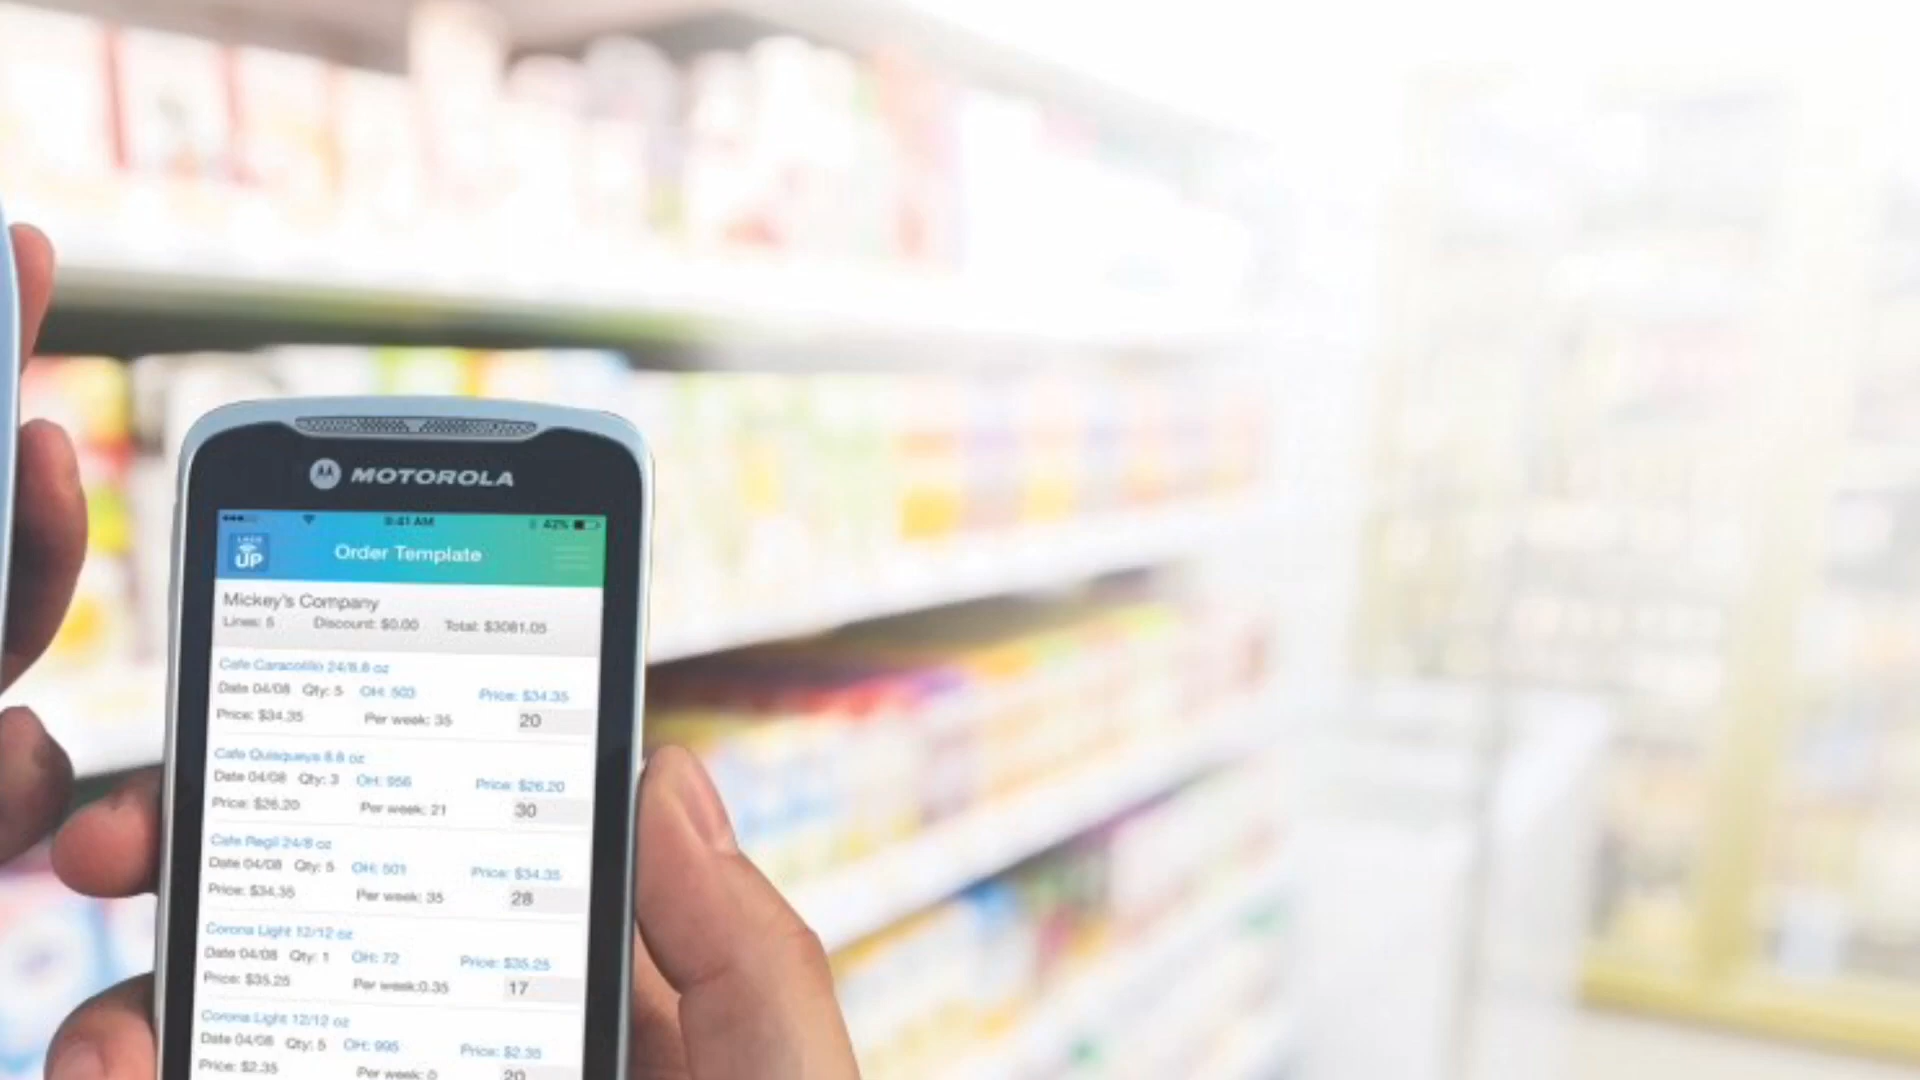 MOTOROLA
9:41 AM 42%
UP Order Template
Mickey's Company
Lines: 5 Discount: $0.00 Total: $3081.05
Cafe Caracolillo 24/8.8 oz
Date 04/08 Qty: 5 OH: 503 Price: $34.35
Price: $34.35 Per week: 35 20
Cafe Quisqueya 8.8 oz
Date 04/08 Qty: 3 OH: 956 Price: $26.20
Price: $26.20 Per week: 21 30
Cafe Regil 24/8 oz
Date 04/08 Qty: 5 OH: 501 Price: $34.35
Price: $34.35 Per week: 35 28
Corona Light 12/12 oz
Date 04/08 Qty: 1 OH: 72 Price: $35.25
Price: $35.25 Per week:0.35 17
Corona Light 12/12 oz
Date 04/08 Qty: 5 OH: 995 Price: $2.35
Price: $2.35 Per week: 0 20